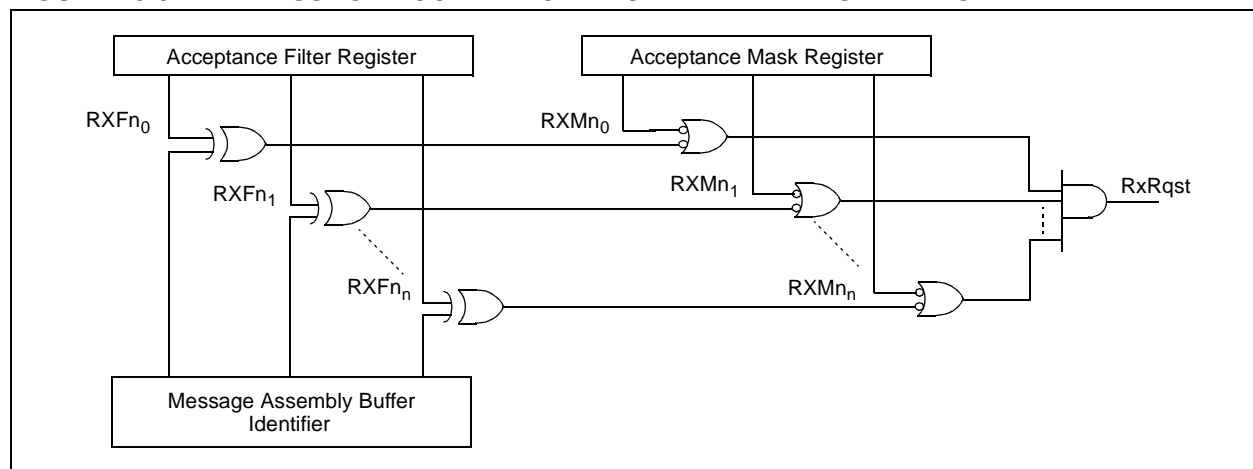 Acceptance Filter Register
Acceptance Mask Register
RXFn0
RXMn0
RXFn1
RXMn1
RxRqst
RXFnn
RXMnn
Message Assembly Buffer
Identifier